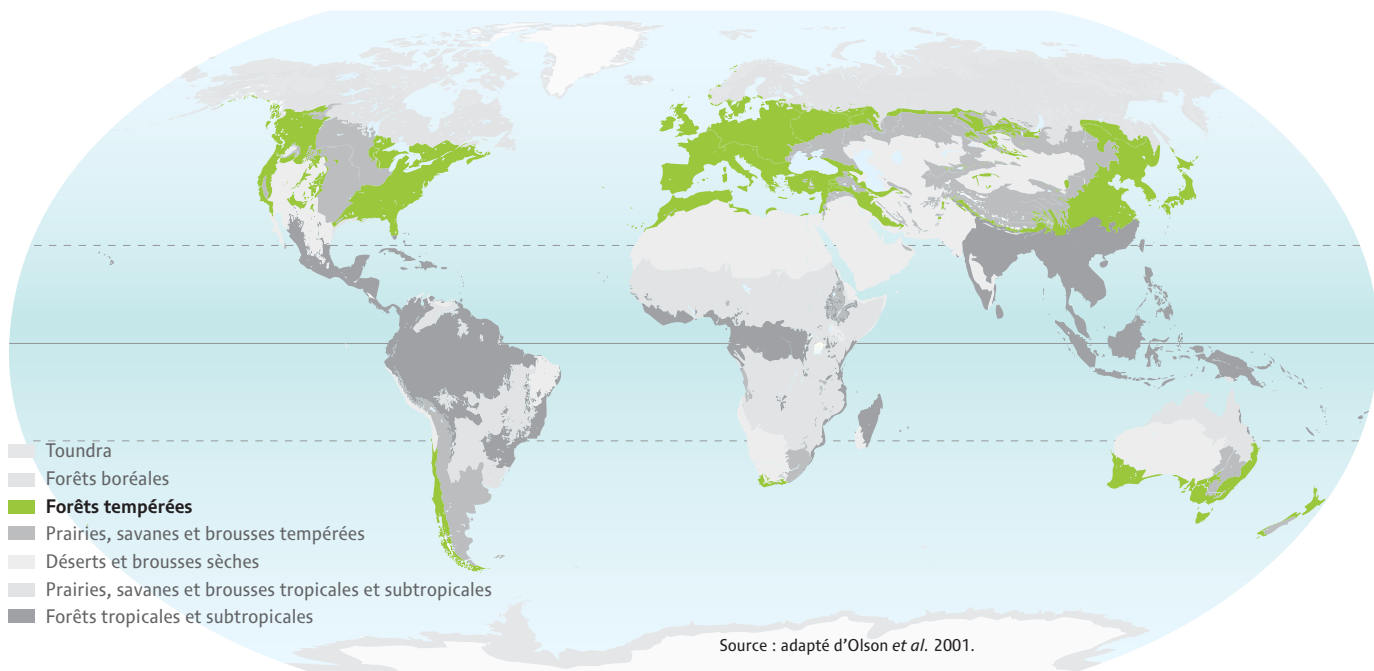 Toundra
Forêts boréales
Forêts tempérées
Prairies, savanes et brousses tempérées
Déserts et brousses sèches
Prairies, savanes et brousses tropicales et subtropicales
Forêts tropicales et subtropicales
Source : adapté d’Olson et al. 2001.